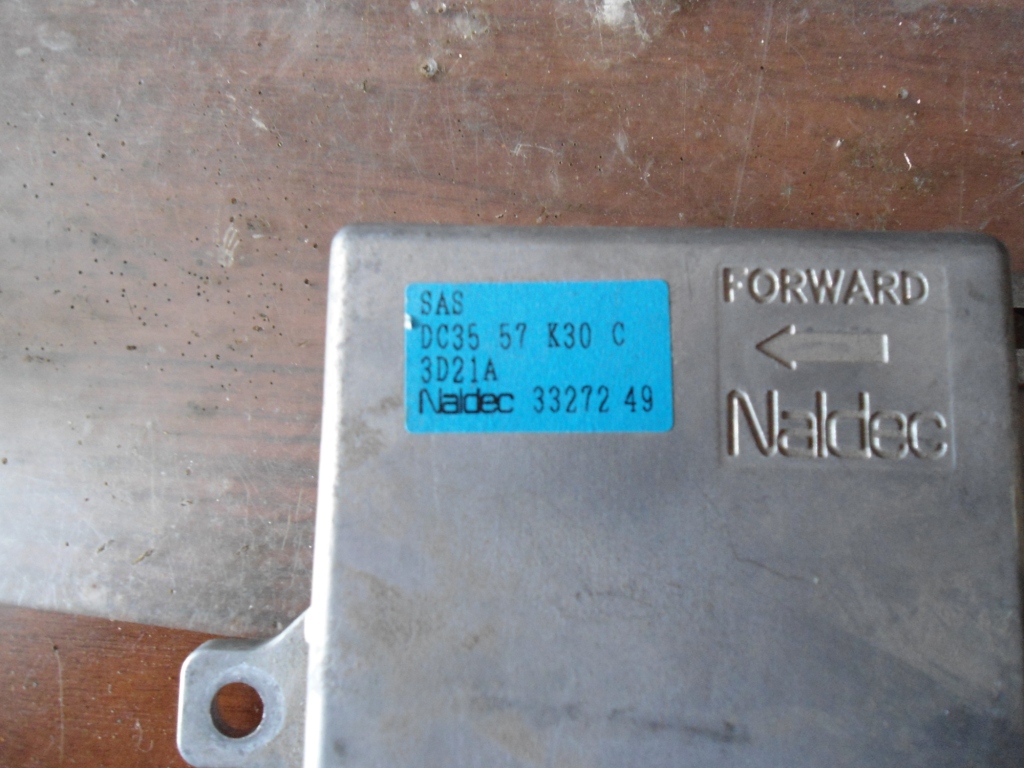 SAS
DC35 57 K30 C
3D21A
Naldec 33272 49
FORWARD
Naldec